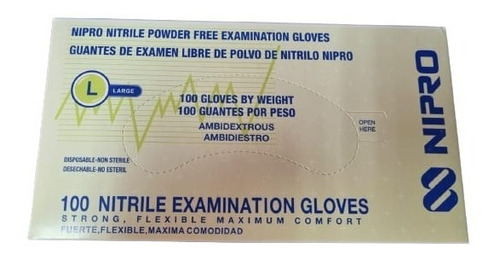 NIPRO NITRILE POWDER FREE EXAMINATION GLOVES
GUANTES DE EXAMEN LIBRE DE POLVO DE NITRILO NIPRO
L
LARGE
100 GLOVES BY WEIGHT
100 GUANTES POR PESO
AMBIDEXTROUS
AMBIDIESTRO
OPEN
HERE
DISPOSABLE-NON STERILE
DESECHABLE-NO ESTERIL
100 NITRILE EXAMINATION GLOVES
STRONG, FLEXIBLE MAXIMUM COMFORT
FUERTE,FLEXIBLE,MAXIMA COMODIDAD
NIPRO